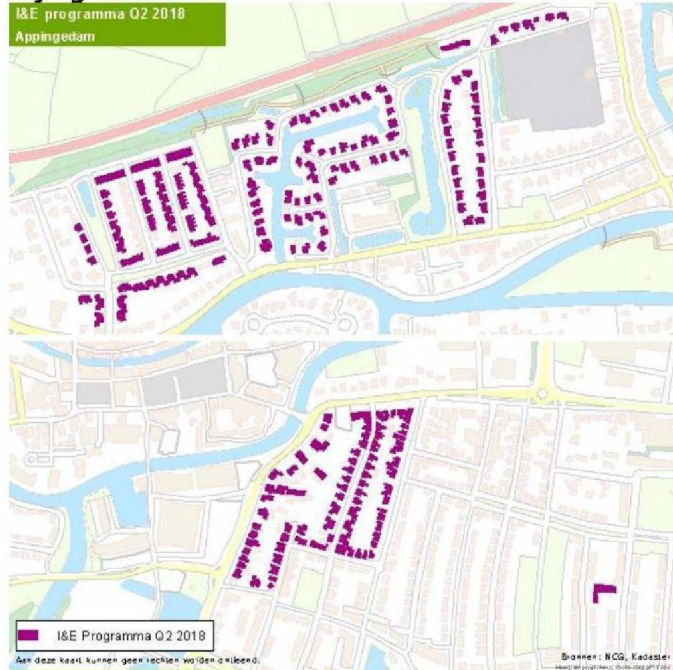 I&E programma Q2 2018
Appingedam
I&E Programma Q2 2018
Aan deze kaart kunnen geen rechten worden ontleend.
Bronnen: NCG, Kadaster